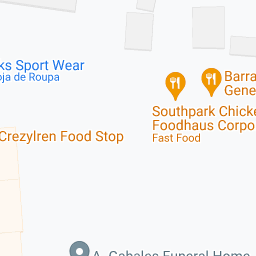 ks Sport Wear
oja de Roupa
Barra
Gene
Southpark Chicke
Foodhaus Corpo
Fast Food
Crezylren Food Stop
A. Cabales Funeral Home